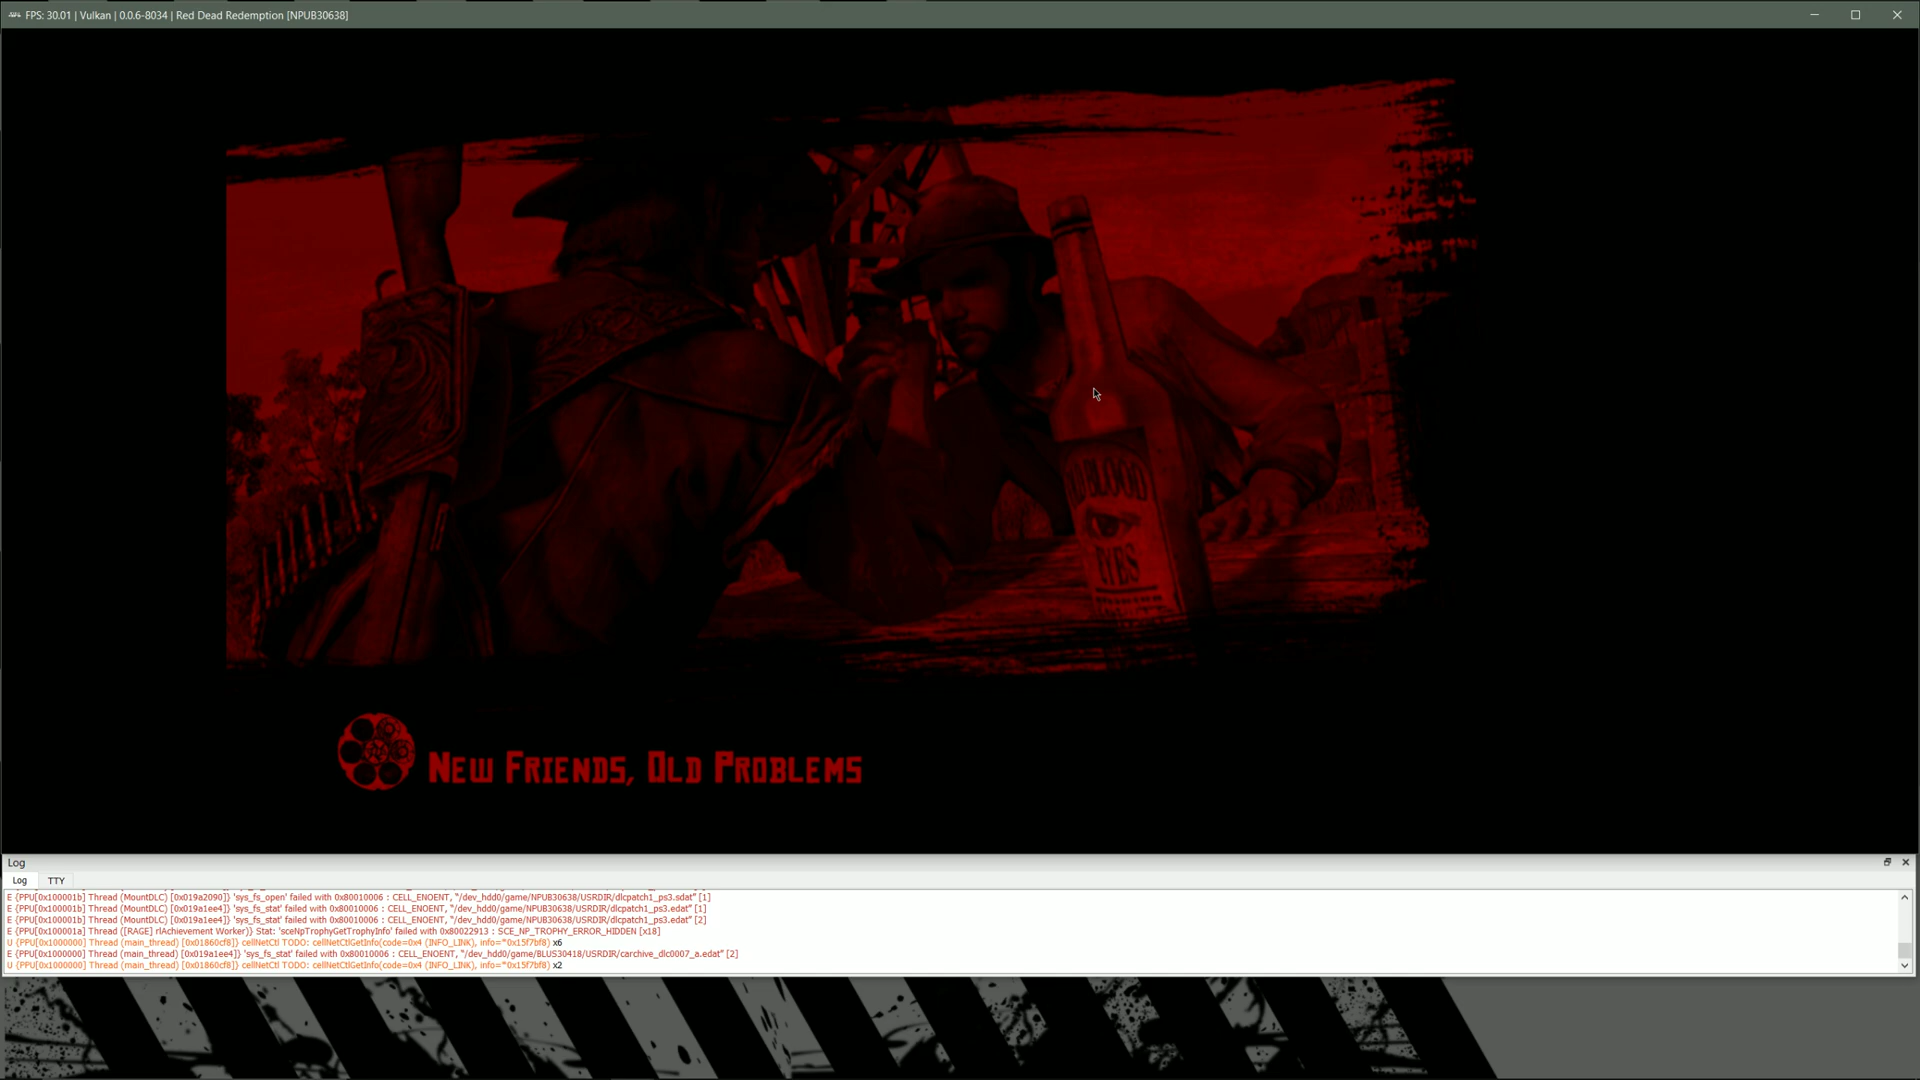 FPS: 30.01 | Vulkan | 0.0.6-8034 | Red Dead Redemption [NPUB30638]
BLOOD
EYES
New Friends, Old Problems
Log
Log TTY
E {PPU[0x100001b] Thread (MountDLC) [0x019a2090]} 'sys_fs_open' failed with 0x80010006 : CELL_ENOENT, “/dev_hdd0/game/NPUB30638/USRDIR/dlcpatch1_ps3.sdat” [1]
E {PPU[0x100001b] Thread (MountDLC) [0x019a1ee4]} 'sys_fs_stat' failed with 0x80010006 : CELL_ENOENT, “/dev_hdd0/game/NPUB30638/USRDIR/dlcpatch1_ps3.edat” [1]
E {PPU[0x100001b] Thread (MountDLC) [0x019a1ee4]} 'sys_fs_stat' failed with 0x80010006 : CELL_ENOENT, “/dev_hdd0/game/NPUB30638/USRDIR/dlcpatch1_ps3.edat” [2]
E {PPU[0x100001a] Thread ([RAGE] rlAchievement Worker)} Stat: 'sceNpTrophyGetTrophyInfo' failed with 0x80022913 : SCE_NP_TROPHY_ERROR_HIDDEN [x18]
U {PPU[0x1000000] Thread (main_thread) [0x01860cf8]} cellNetCtl TODO: cellNetCtlGetInfo(code=0x4 (INFO_LINK), info=*0x15f7bf8) x6
E {PPU[0x1000000] Thread (main_thread) [0x019a1ee4]} 'sys_fs_stat' failed with 0x80010006 : CELL_ENOENT, “/dev_hdd0/game/BLUS30418/USRDIR/carchive_dlc0007_a.edat” [2]
U {PPU[0x1000000] Thread (main_thread) [0x01860cf8]} cellNetCtl TODO: cellNetCtlGetInfo(code=0x4 (INFO_LINK), info=*0x15f7bf8) x2